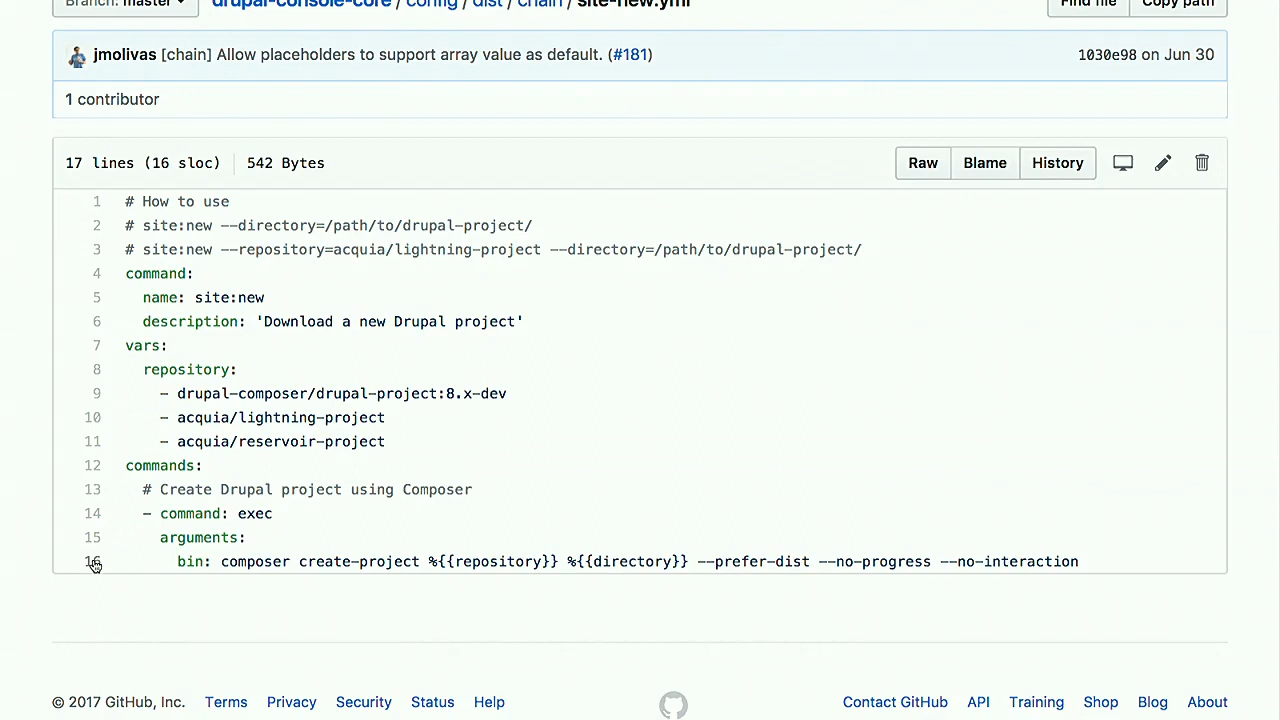 Branch: master drupal-console-core / config / dist / chain / site-new.yml Find file Copy path
jmolivas [chain] Allow placeholders to support array value as default. (#181) 1030e98 on Jun 30
1 contributor
17 lines (16 sloc) 542 Bytes Raw Blame History
1 # How to use
2 # site:new --directory=/path/to/drupal-project/
3 # site:new --repository=acquia/lightning-project --directory=/path/to/drupal-project/
4 command:
5 name: site:new
6 description: 'Download a new Drupal project'
7 vars:
8 repository:
9 - drupal-composer/drupal-project:8.x-dev
10 - acquia/lightning-project
11 - acquia/reservoir-project
12 commands:
13 # Create Drupal project using Composer
14 - command: exec
15 arguments:
16 bin: composer create-project %{{repository}} %{{directory}} --prefer-dist --no-progress --no-interaction
© 2017 GitHub, Inc. Terms Privacy Security Status Help Contact GitHub API Training Shop Blog About